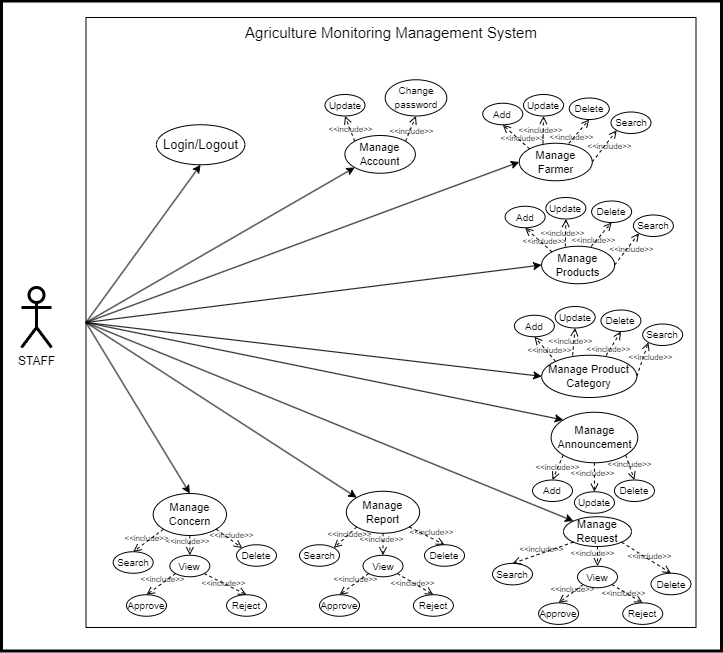 Agriculture Monitoring Management System
STAFF
Login/Logout
Update
Change
password
<<include>>
<<include>>
Manage
Account
Add
Update
Delete
Search
<<include>>
<<include>>
<<include>>
<<include>>
Manage
Farmer
Add
Update
Delete
Search
<<include>>
<<include>>
<<include>>
<<include>>
Manage
Products
Add
Update
Delete
Search
<<include>>
<<include>>
<<include>>
<<include>>
Manage Product
Category
Manage
Announcement
<<include>>
<<include>>
<<include>>
Add
Update
Delete
Manage
Concern
<<include>>
<<include>>
<<include>>
Search
View
Delete
<<include>>
<<include>>
Approve
Reject
Manage
Report
<<include>>
<<include>>
<<include>>
Search
View
Delete
<<include>>
<<include>>
Approve
Reject
Manage
Request
<<include>>
<<include>>
<<include>>
Search
View
Delete
<<include>>
<<include>>
Approve
Reject